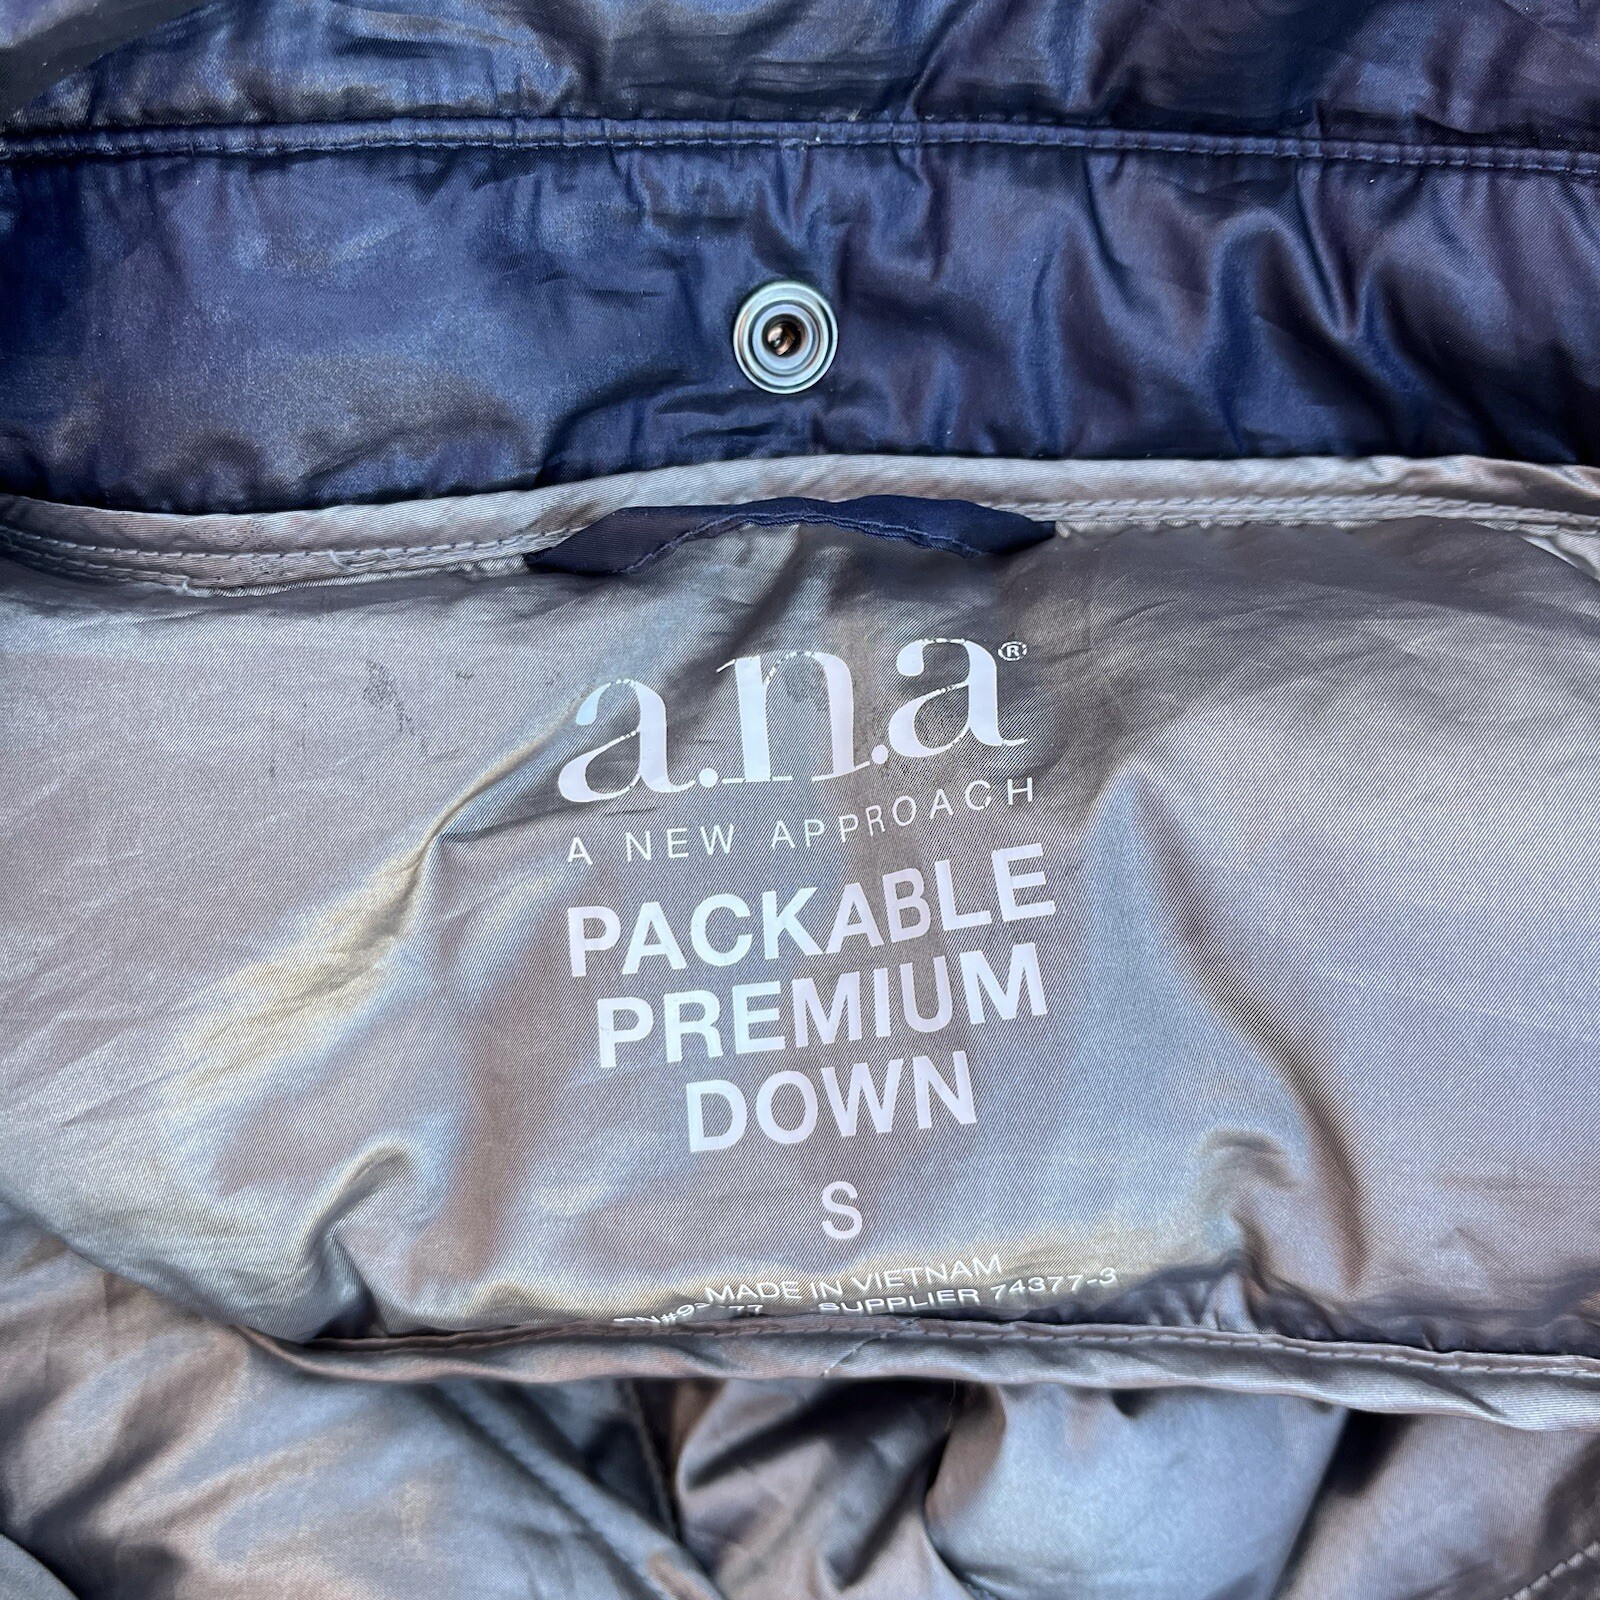 a.n.a®
A NEW APPROACH
PACKABLE
PREMIUM
DOWN
S
MADE IN VIETNAM
SUPPLIER 74377-3